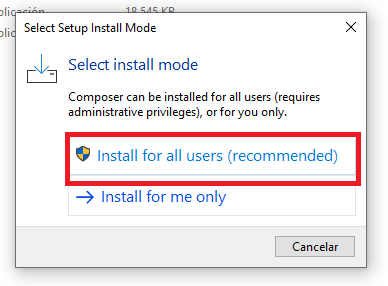 plicación
18.545 KB
Select Setup Install Mode
Select install mode
Composer can be installed for all users (requires
administrative privileges), or for you only.
Install for all users (recommended)
Install for me only
Cancelar